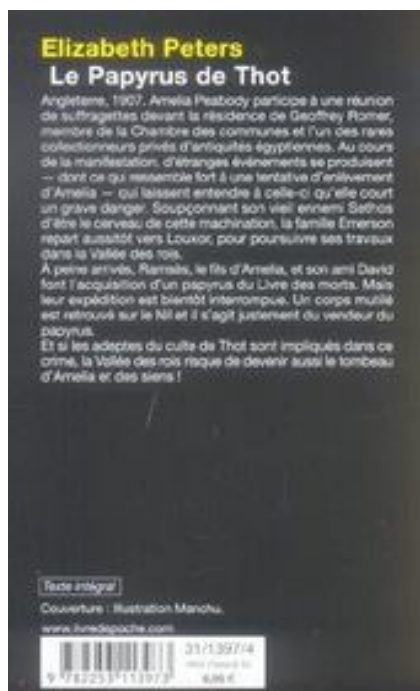 Elizabeth Peters
Le Papyrus de Thot
Angleterre, 1907. Amelia Peabody participe à une réunion
de suffragettes devant la résidence de Geoffrey Romer,
membre de la Chambre des communes et l'un des rares
collectionneurs privés d'antiquités égyptiennes. Au cours
de la manifestation, d'étranges événements se produisent
— dont ce qui ressemble fort à une tentative d'enlèvement
d'Amelia — qui laissent entendre à celle-ci qu'elle court
un grave danger. Soupçonnant son vieil ennemi Sethos
d'être le cerveau de cette machination, la famille Emerson
repart aussitôt vers Louxor, pour poursuivre ses travaux
dans la Vallée des rois.
À peine arrivés, Ramsès, le fils d'Amelia, et son ami David
font l'acquisition d'un papyrus du Livre des morts. Mais
leur expédition est bientôt interrompue. Un corps mutilé
est retrouvé sur le Nil et il s'agit justement du vendeur du
papyrus.
Et si les adeptes du culte de Thot sont impliqués dans ce
crime, la Vallée des rois risque de devenir aussi le tombeau
d'Amelia et des siens !
Texte intégral
Couverture : Illustration Manchu.
www.livredepoche.com
31/1397/4
6,95 €
9 782253 113973